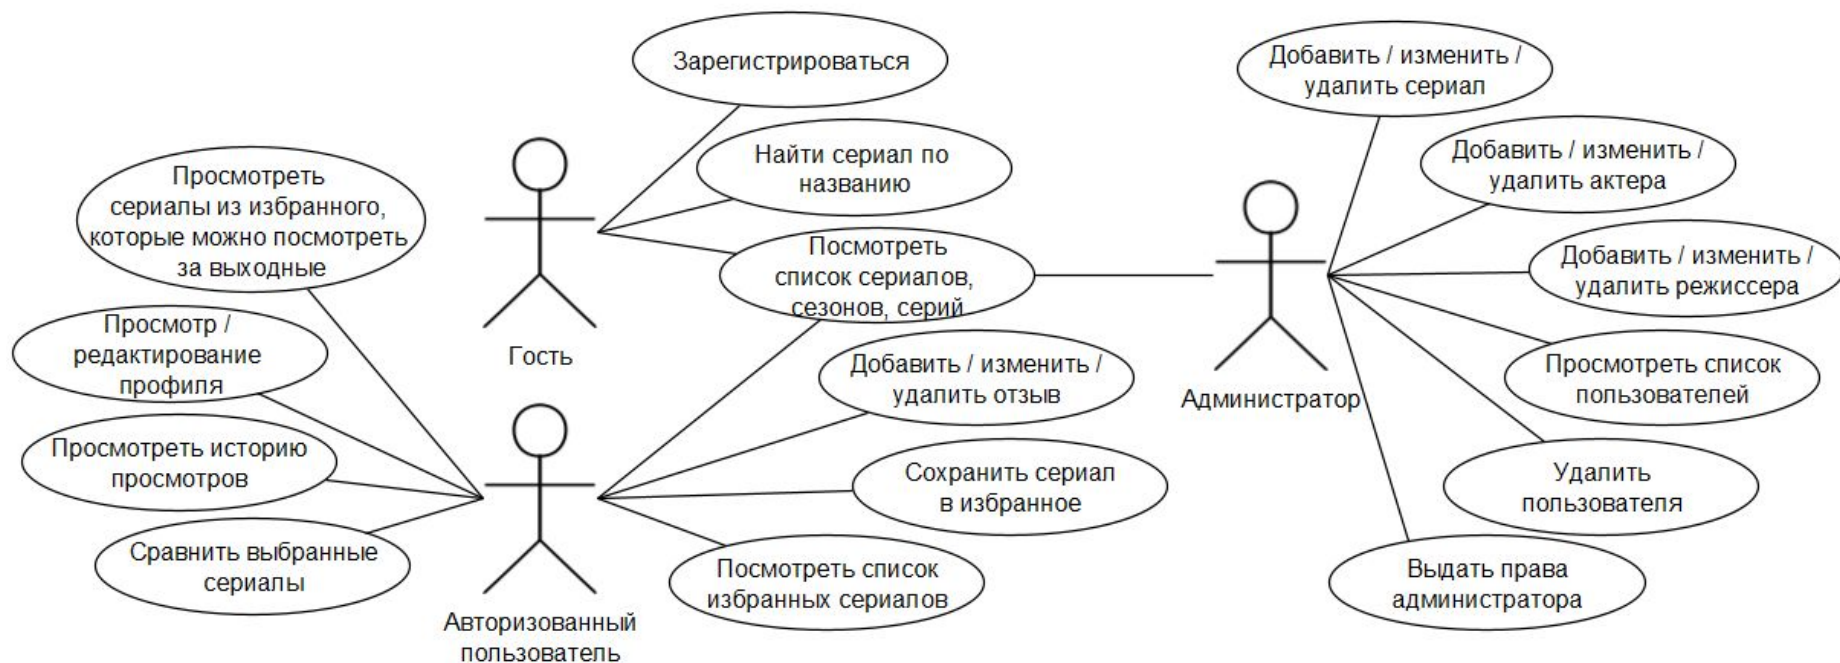 Зарегистрироваться
Добавить / изменить /
удалить сериал
Найти сериал по
названию
Добавить / изменить /
удалить актера
Просмотреть
сериалы из избранного,
которые можно посмотреть
за выходные
Посмотреть
список сериалов,
сезонов, серий
Добавить / изменить /
удалить режиссера
Просмотр /
редактирование
профиля
Гость
Добавить / изменить /
удалить отзыв
Администратор
Просмотреть список
пользователей
Просмотреть историю
просмотров
Сохранить сериал
в избранное
Удалить
пользователя
Сравнить выбранные
сериалы
Посмотреть список
избранных сериалов
Выдать права
администратора
Авторизованный
пользователь